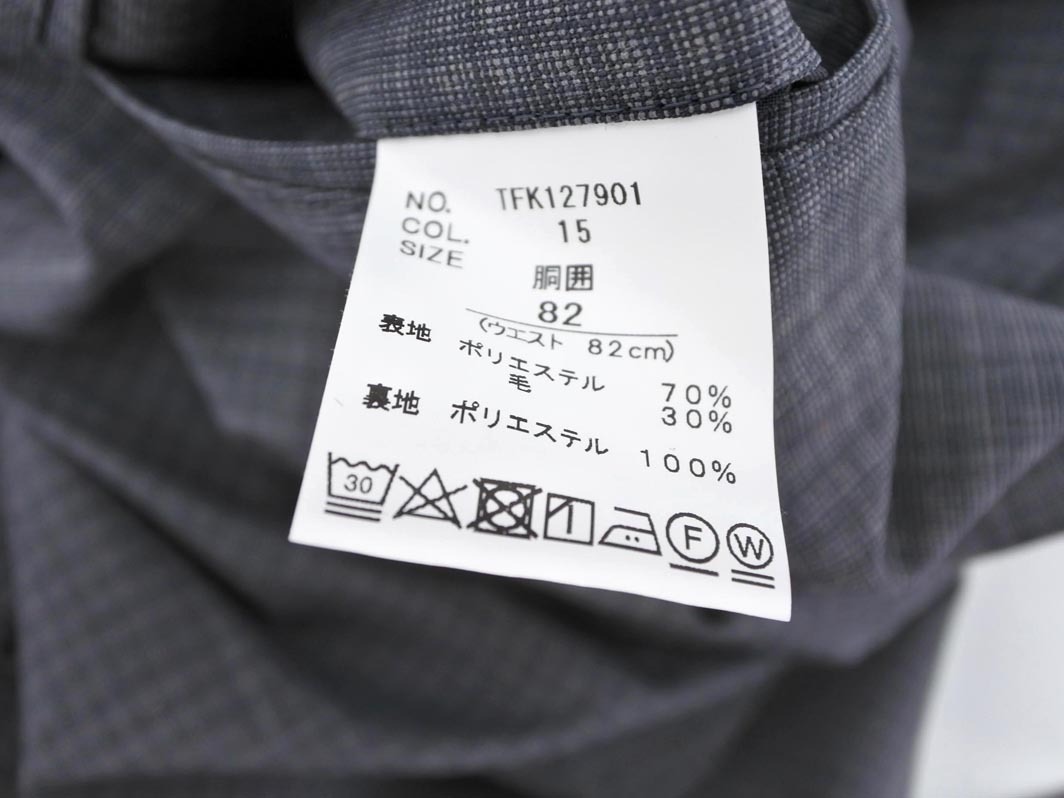 NO. TFK127901
COL. 15
SIZE
胴囲
82
(ウエスト 82cm)
表地 ポリエステル 70%
毛 30%
裏地 ポリエステル 100%
30
F
W